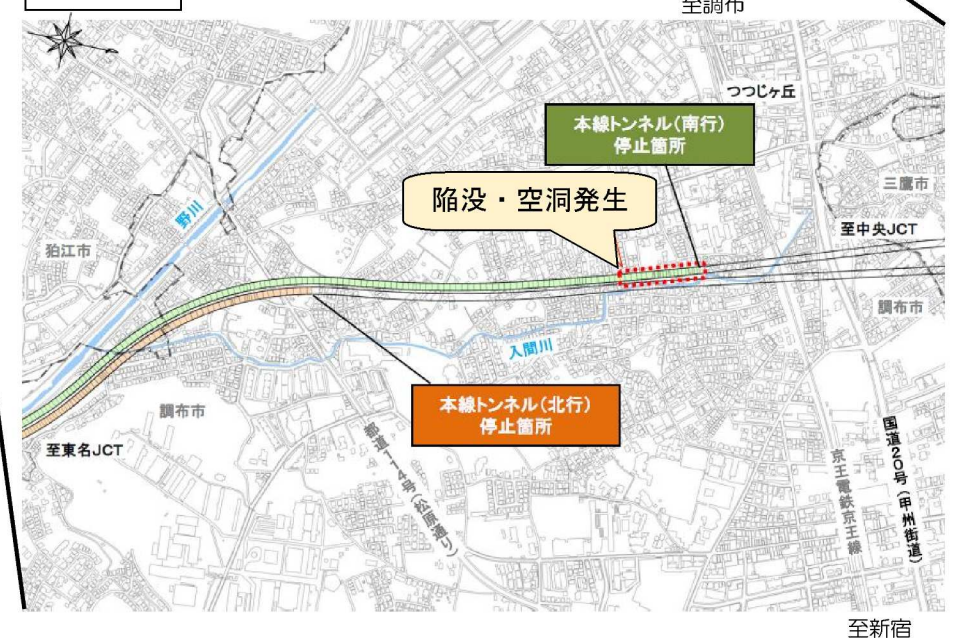 至調布
つつじヶ丘
本線トンネル(南行)
停止箇所
陥没・空洞発生
三鷹市
至中央JCT
野川
狛江市
調布市
入間川
本線トンネル(北行)
停止箇所
調布市
至東名JCT
都道114号(松原通り)
京王電鉄京王線
国道20号(甲州街道)
至新宿